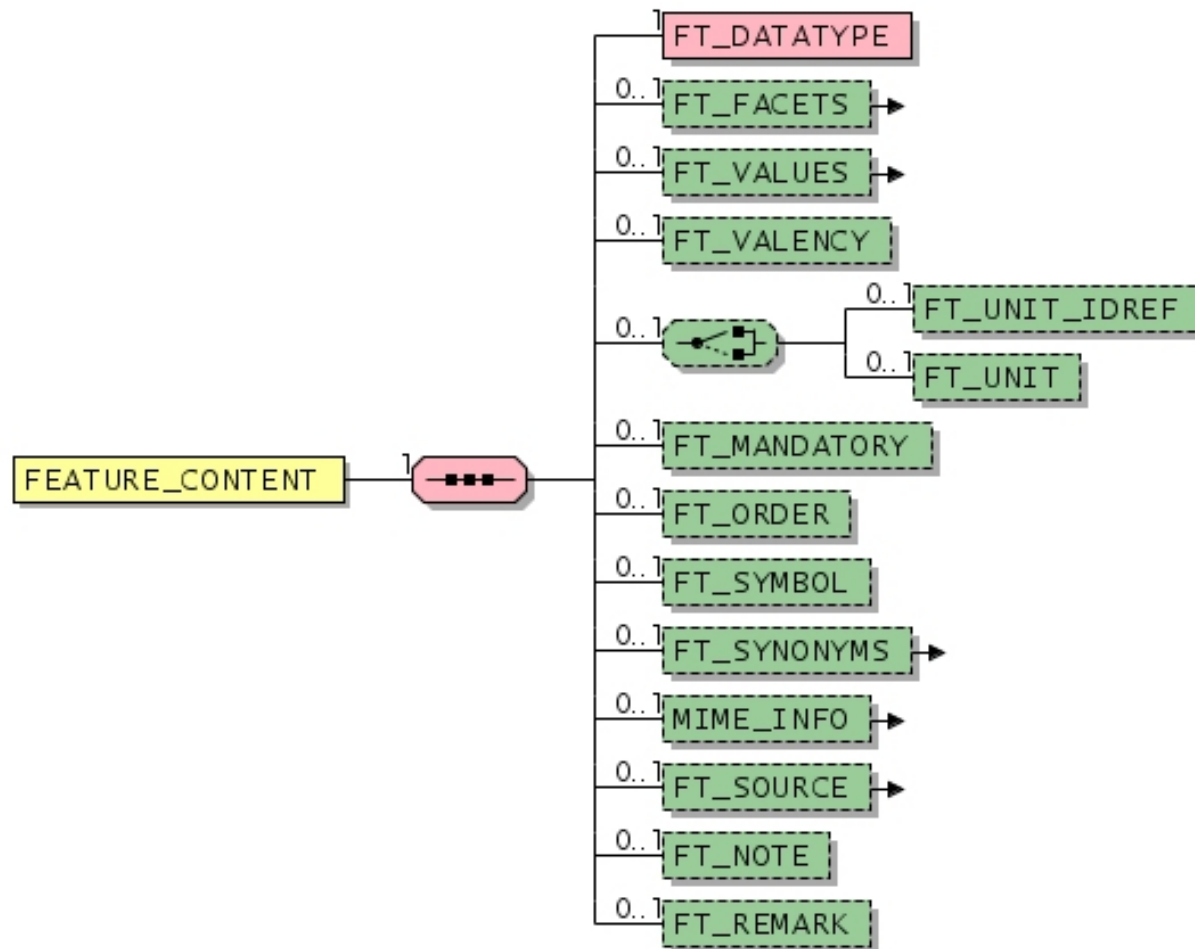 1
FT_DATATYPE
0..1
FT_FACETS
0..1
FT_VALUES
0..1
FT_VALENCY
0..1
0..1
FT_UNIT_IDREF
0..1
FT_UNIT
0..1
FT_MANDATORY
FEATURE_CONTENT
1
0..1
FT_ORDER
0..1
FT_SYMBOL
0..1
FT_SYNONYMS
0..1
MIME_INFO
0..1
FT_SOURCE
0..1
FT_NOTE
0..1
FT_REMARK